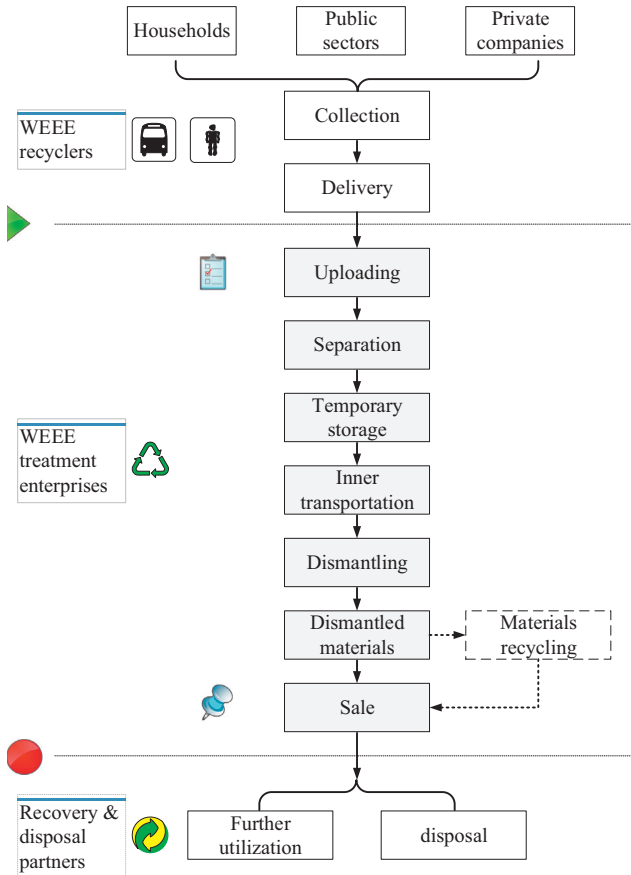 Households
Public
sectors
Private
companies
WEEE
recyclers
Collection
Delivery
Uploading
Separation
Temporary
storage
WEEE
treatment
enterprises
Inner
transportation
Dismantling
Dismantled
materials
Materials
recycling
Sale
Recovery &
disposal
partners
Further
utilization
disposal